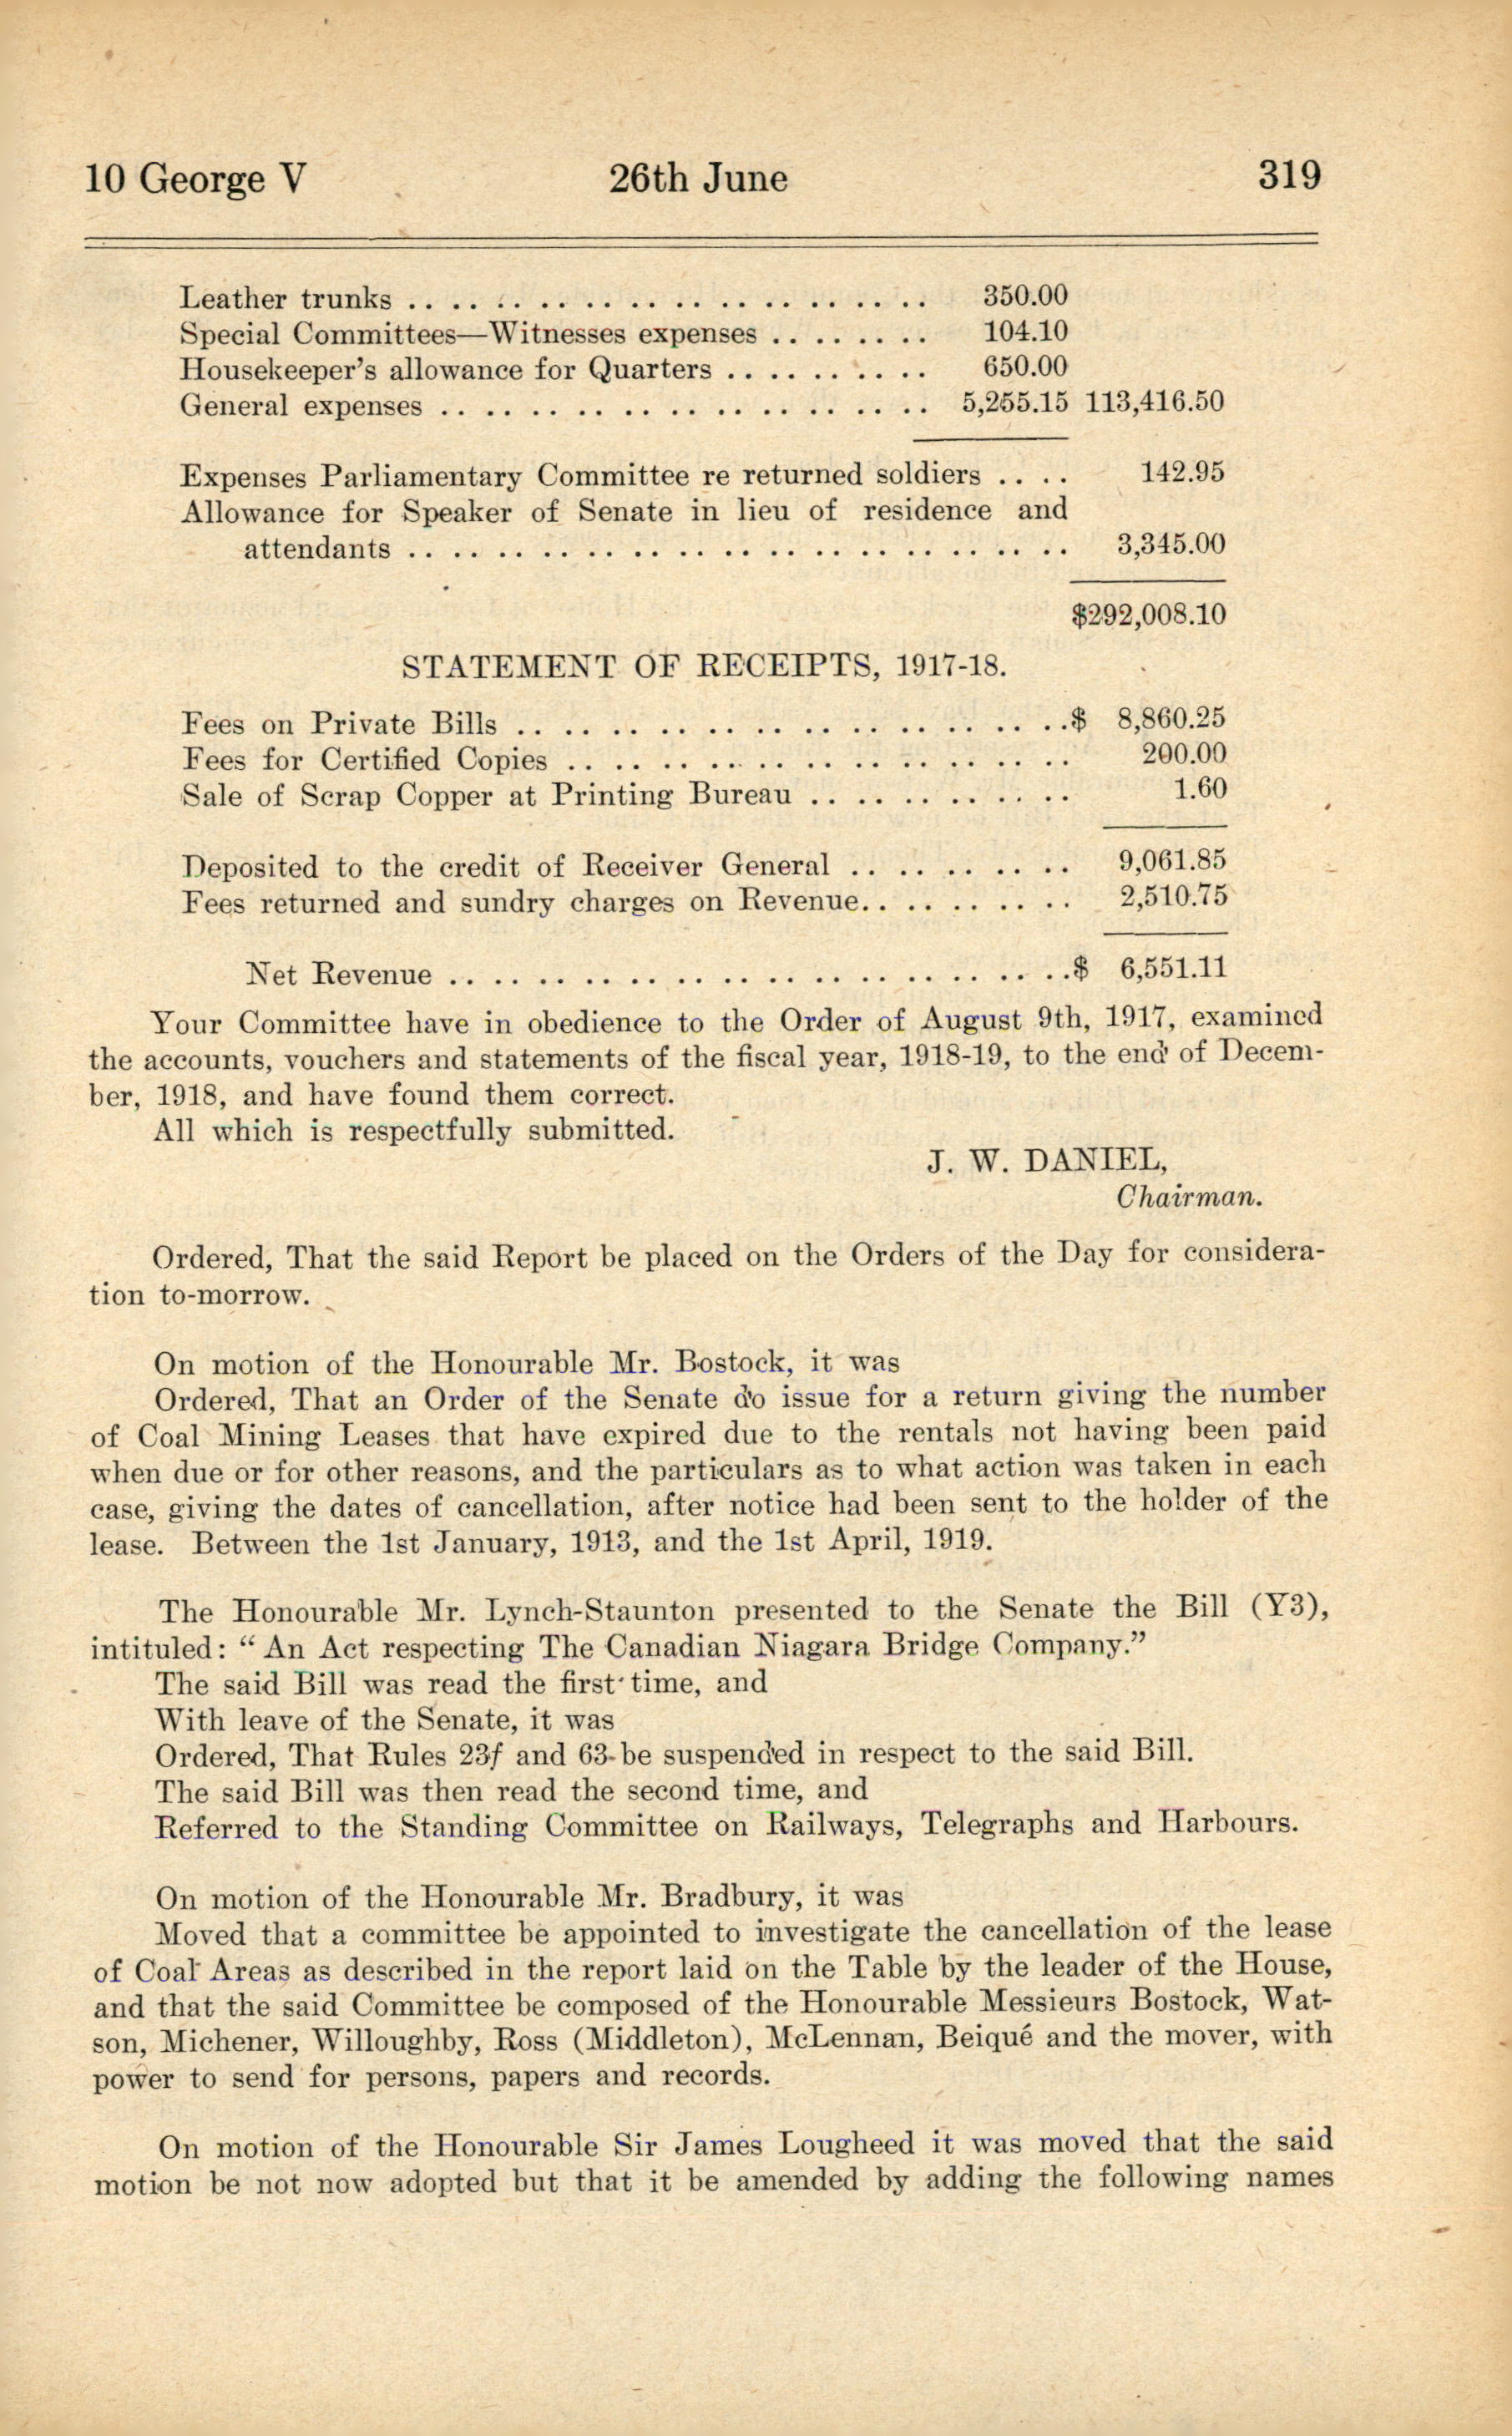 10 George V 26th June 319
Leather trunks .. .. .. .. .. .. .. .. .. .. .. .. 350.00
Special Committees—Witnesses expenses .. .. .. .. 104.10
Housekeeper's allowance for Quarters .. .. .. .. .. 650.00
General expenses .. .. .. .. .. .. .. .. .. .. .. 5,255.15 113,416.50
Expenses Parliamentary Committee re returned soldiers .. .. 142.95
Allowance for Speaker of Senate in lieu of residence and
attendants .. .. .. .. .. .. .. .. .. .. .. .. .. .. .. 3,345.00
$292,008.10
STATEMENT OF RECEIPTS, 1917-18.
Fees on Private Bills .. .. .. .. .. .. .. .. .. .. .. ..$ 8,860.25
Fees for Certified Copies .. .. .. .. .. .. .. .. .. .. .. 200.00
Sale of Scrap Copper at Printing Bureau .. .. .. .. .. .. 1.60
Deposited to the credit of Receiver General .. .. .. .. .. 9,061.85
Fees returned and sundry charges on Revenue.. .. .. .. .. 2,510.75
Net Revenue .. .. .. .. .. .. .. .. .. .. .. .. .. ..$ 6,551.11
Your Committee have in obedience to the Order of August 9th, 1917, examined
the accounts, vouchers and statements of the fiscal year, 1918-19, to the end of Decem-
ber, 1918, and have found them correct.
All which is respectfully submitted.
J. W. DANIEL,
Chairman.
Ordered, That the said Report be placed on the Orders of the Day for considera-
tion to-morrow.
On motion of the Honourable Mr. Bostock, it was
Ordered, That an Order of the Senate do issue for a return giving the number
of Coal Mining Leases that have expired due to the rentals not having been paid
when due or for other reasons, and the particulars as to what action was taken in each
case, giving the dates of cancellation, after notice had been sent to the holder of the
lease. Between the 1st January, 1913, and the 1st April, 1919.
The Honourable Mr. Lynch-Staunton presented to the Senate the Bill (Y3),
intituled: “ An Act respecting The Canadian Niagara Bridge Company.”
The said Bill was read the first time, and
With leave of the Senate, it was
Ordered, That Rules 23f and 63 be suspended in respect to the said Bill.
The said Bill was then read the second time, and
Referred to the Standing Committee on Railways, Telegraphs and Harbours.
On motion of the Honourable Mr. Bradbury, it was
Moved that a committee be appointed to investigate the cancellation of the lease
of Coal Areas as described in the report laid on the Table by the leader of the House,
and that the said Committee be composed of the Honourable Messieurs Bostock, Wat-
son, Michener, Willoughby, Ross (Middleton), McLennan, Beiqué and the mover, with
power to send for persons, papers and records.
On motion of the Honourable Sir James Lougheed it was moved that the said
motion be not now adopted but that it be amended by adding the following names